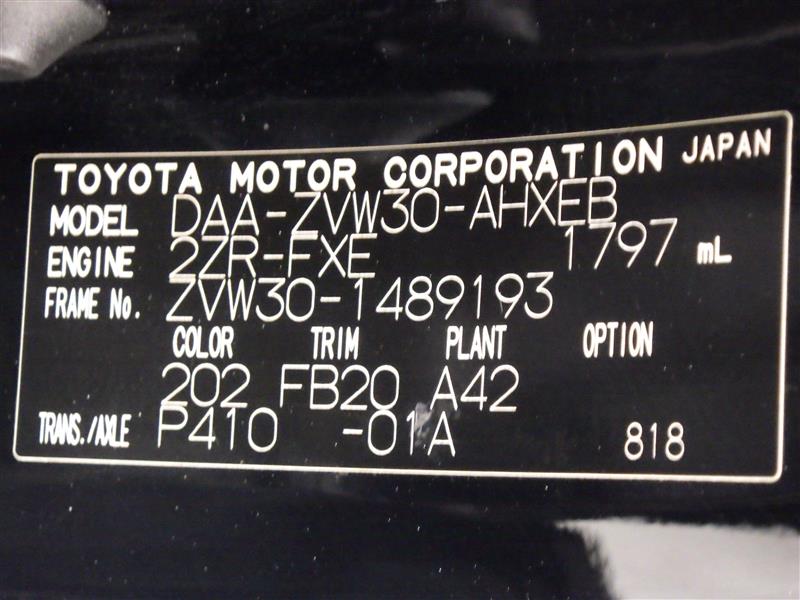 TOYOTA MOTOR CORPORATION JAPAN
MODEL DAA-ZVW30-AHXEB
ENGINE 2ZR-FXE 1797 mL
FRAME No. ZVW30-1489193
COLOR TRIM PLANT OPTION
202 FB20 A42
TRANS./AXLE P410 -01A 818